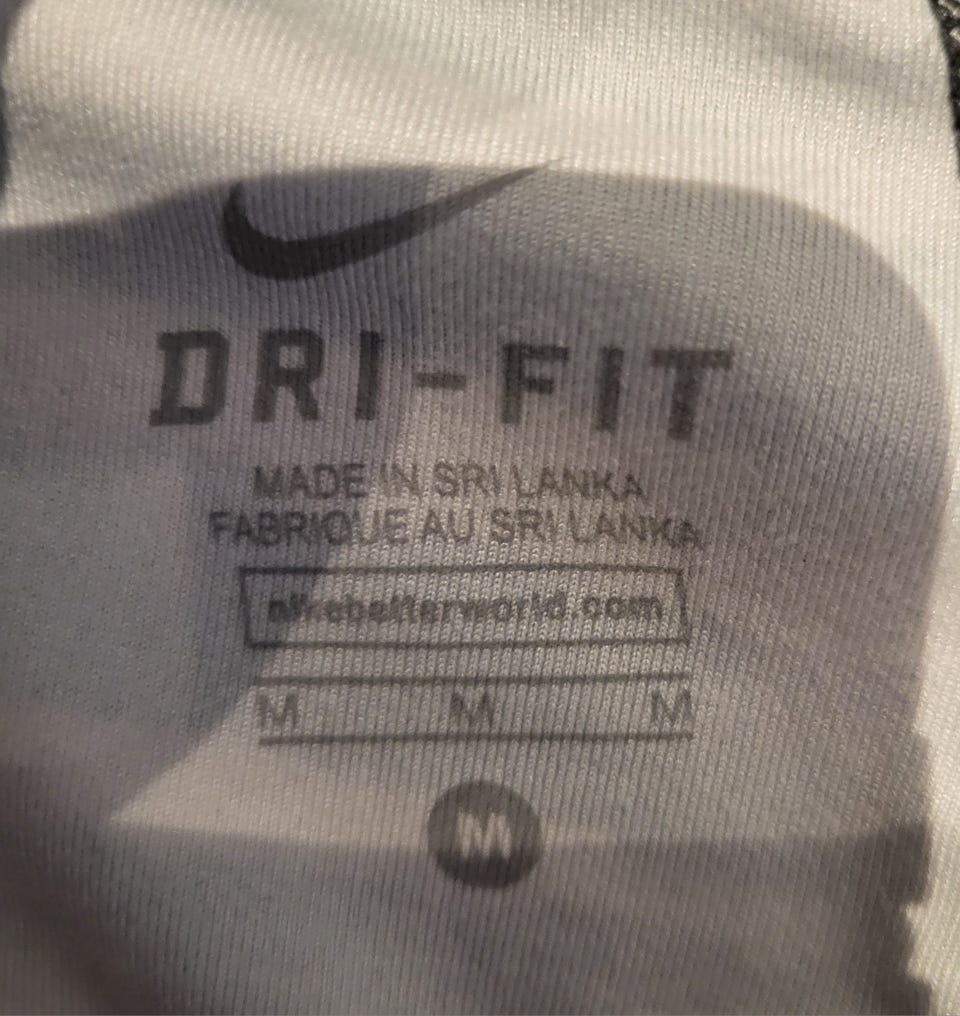 DRI-FIT
MADE IN SRI LANKA
FABRIQUE AU SRI LANKA
nikebetterworld.com
M M M
M